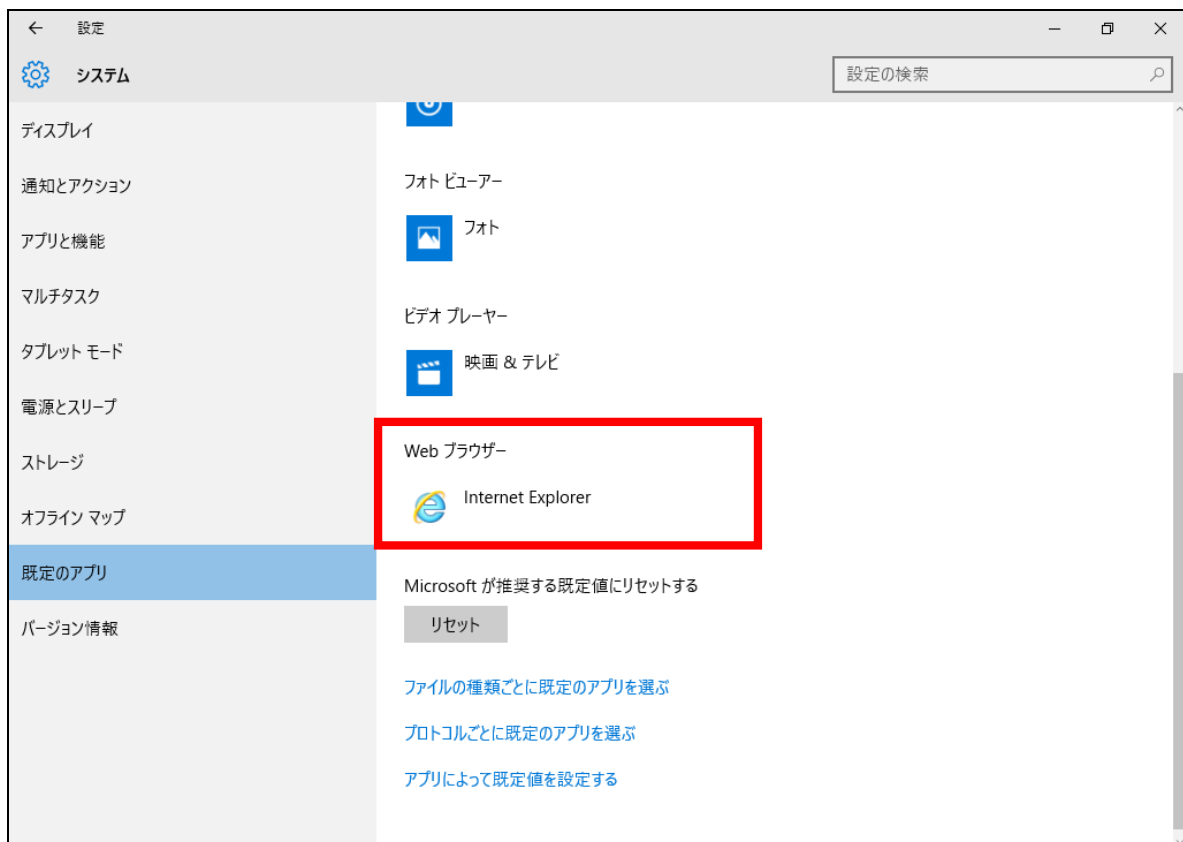 設定
システム
設定の検索
ディスプレイ
通知とアクション
アプリと機能
マルチタスク
タブレット モード
電源とスリープ
ストレージ
オフライン マップ
既定のアプリ
バージョン情報
フォト ビューアー
フォト
ビデオ プレーヤー
映画 & テレビ
Web ブラウザー
Internet Explorer
Microsoft が推奨する既定値にリセットする
リセット
ファイルの種類ごとに既定のアプリを選ぶ
プロトコルごとに既定のアプリを選ぶ
アプリによって既定値を設定する